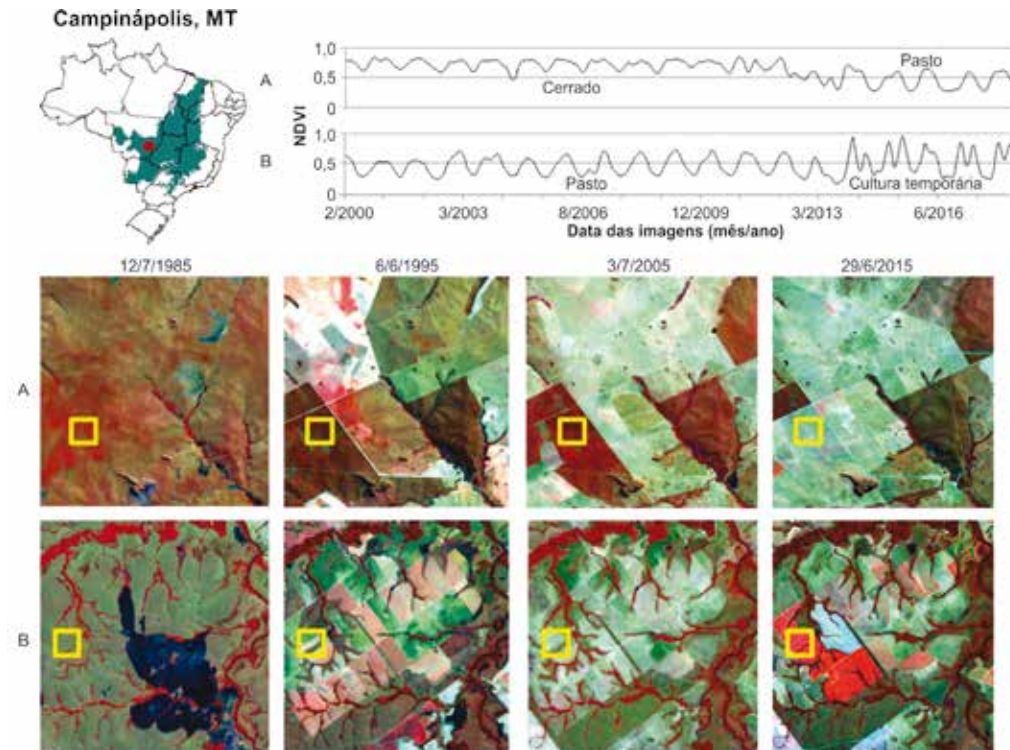 Campinápolis, MT
A
B
NDVI
1,0
0,5
0
1,0
0,5
0
Cerrado
Pasto
Pasto
Cultura temporária
2/2000
3/2003
8/2006
12/2009
3/2013
6/2016
Data das imagens (mês/ano)
12/7/1985
6/6/1995
3/7/2005
29/6/2015
A
B